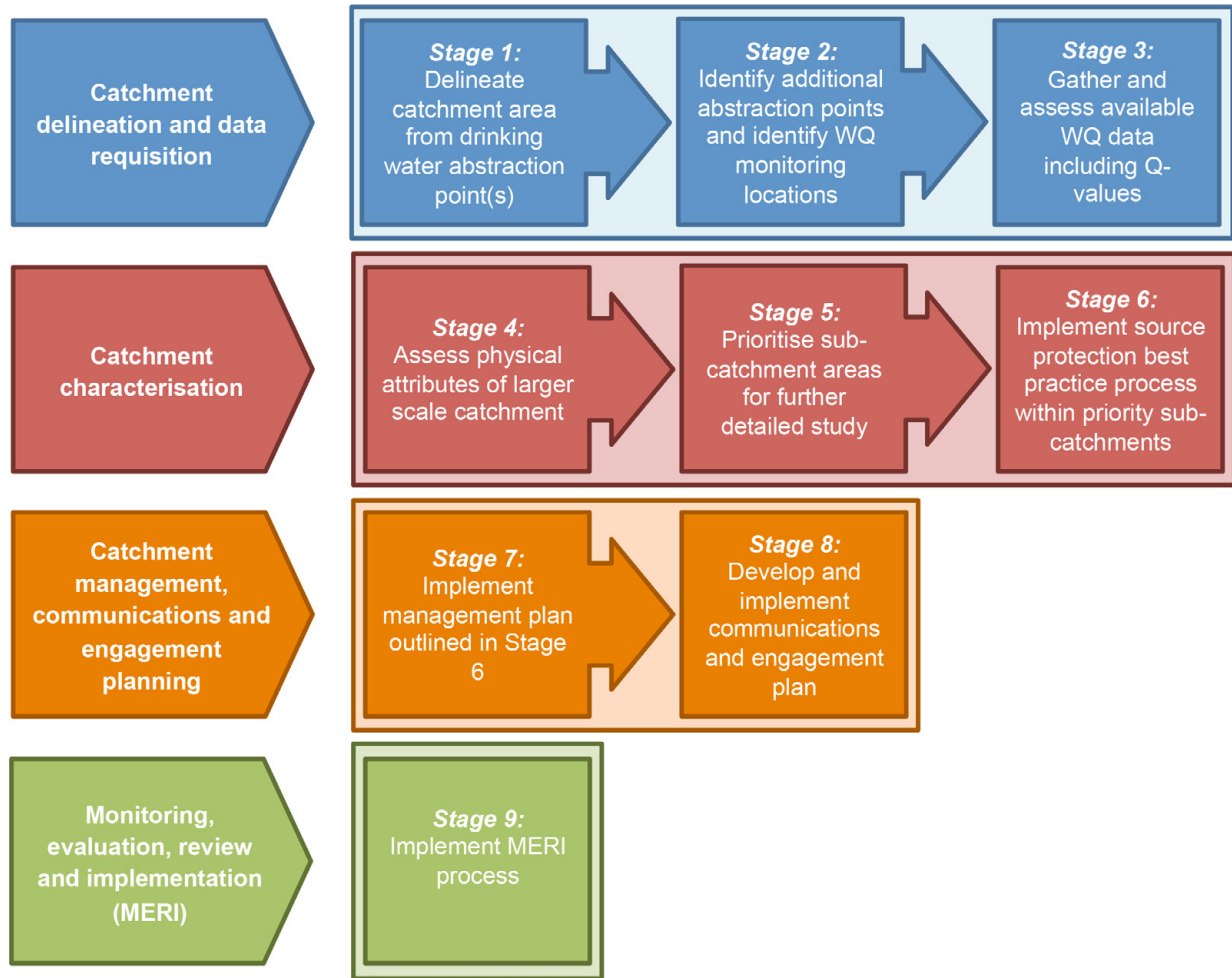 Catchment
delineation and data
requisition
Stage 1:
Delineate
catchment area
from drinking
water abstraction
point(s)
Stage 2:
Identify additional
abstraction points
and identify WQ
monitoring
locations
Stage 3:
Gather and
assess available
WQ data
including Q-
values
Catchment
characterisation
Stage 4:
Assess physical
attributes of larger
scale catchment
Stage 5:
Prioritise sub-
catchment areas
for further
detailed study
Stage 6:
Implement source
protection best
practice process
within priority sub-
catchments
Catchment
management,
communications and
engagement
planning
Stage 7:
Implement
management plan
outlined in Stage
6
Stage 8:
Develop and
implement
communications
and engagement
plan
Monitoring,
evaluation, review
and implementation
(MERI)
Stage 9:
Implement MERI
process